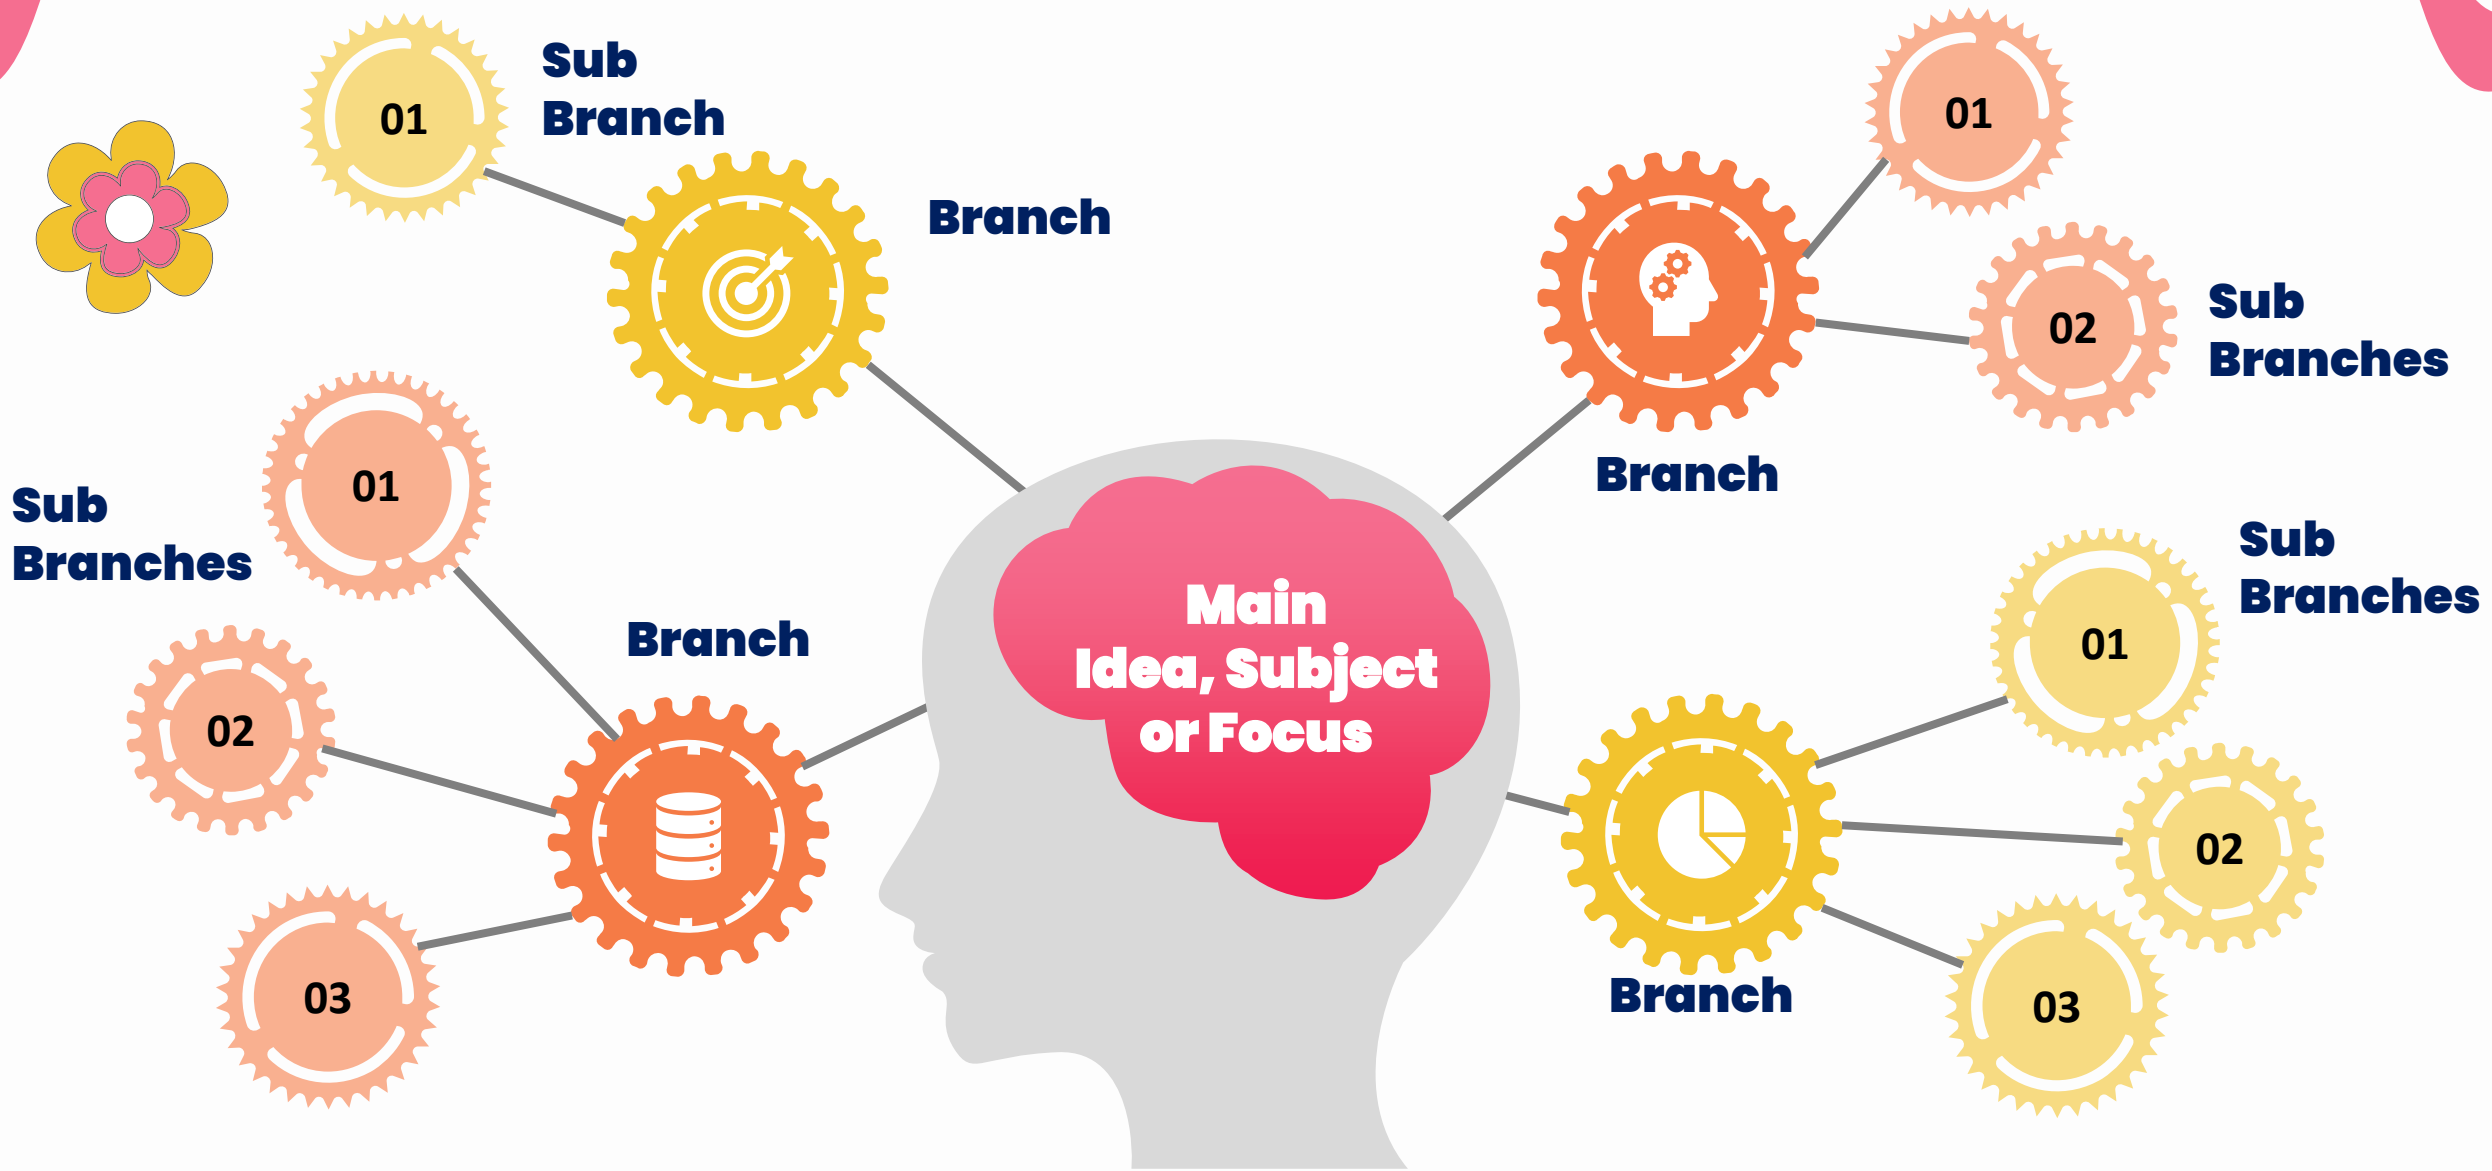 01
Sub
Branch
Branch
01
02
Sub
Branches
Branch
Sub
Branches
01
02
03
Branch
Main
Idea, Subject
or Focus
Sub
Branches
01
02
03
Branch